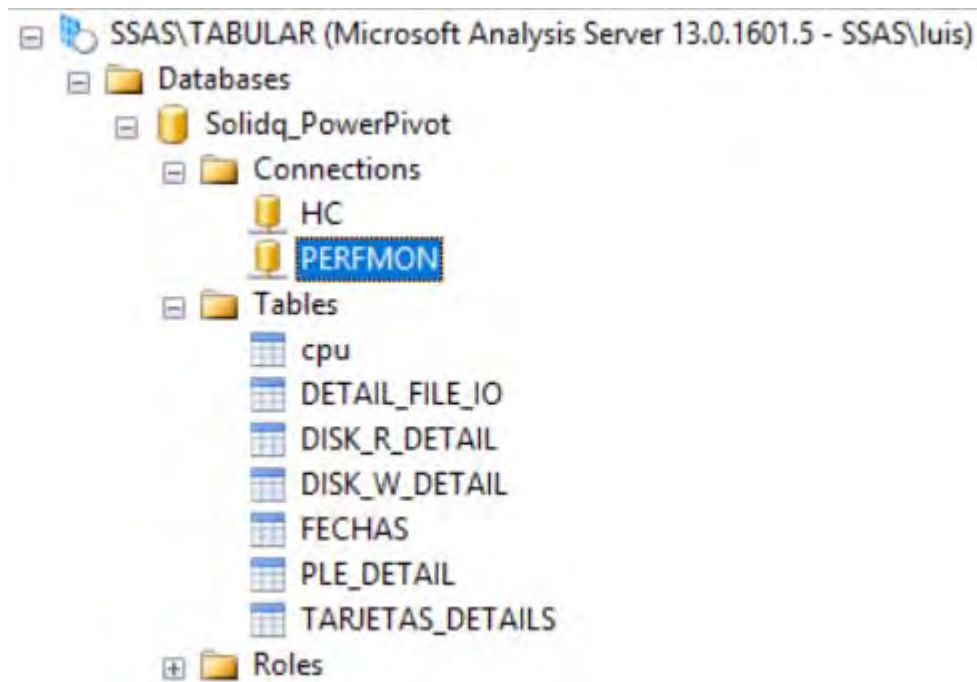 SSAS\TABULAR (Microsoft Analysis Server 13.0.1601.5 - SSAS\luis)
Databases
Solidq_PowerPivot
Connections
HC
PERFMON
Tables
cpu
DETAIL_FILE_IO
DISK_R_DETAIL
DISK_W_DETAIL
FECHAS
PLE_DETAIL
TARJETAS_DETAILS
Roles